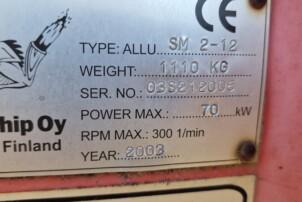 CE
TYPE: ALLU SM 2-12
WEIGHT: 1110 KG
SER. NO.: 03S212005
POWER MAX.: 70 kW
hip Oy
RPM MAX.: 300 1/min
Finland
YEAR: 2003